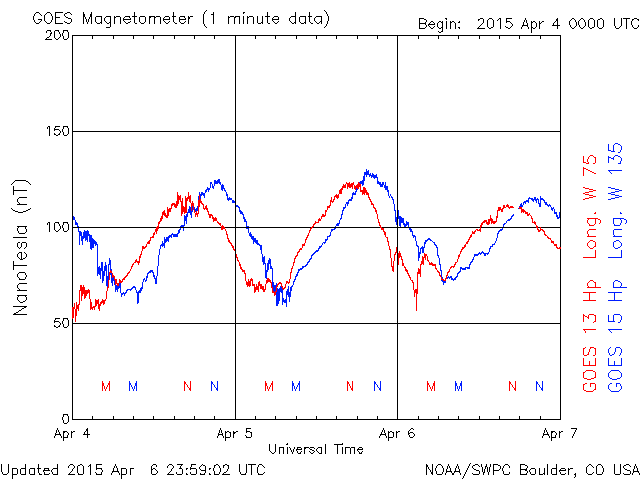 GOES Magnetometer (1 minute data)
Begin: 2015 Apr 4 0000 UTC
200
150
100
50
0
NanoTesla (nT)
M M N N M M N N M M N N
Apr 4 Apr 5 Apr 6 Apr 7
Universal Time
GOES 13 Hp Long. W 75
GOES 15 Hp Long. W 135
Updated 2015 Apr 6 23:59:02 UTC
NOAA/SWPC Boulder, CO USA